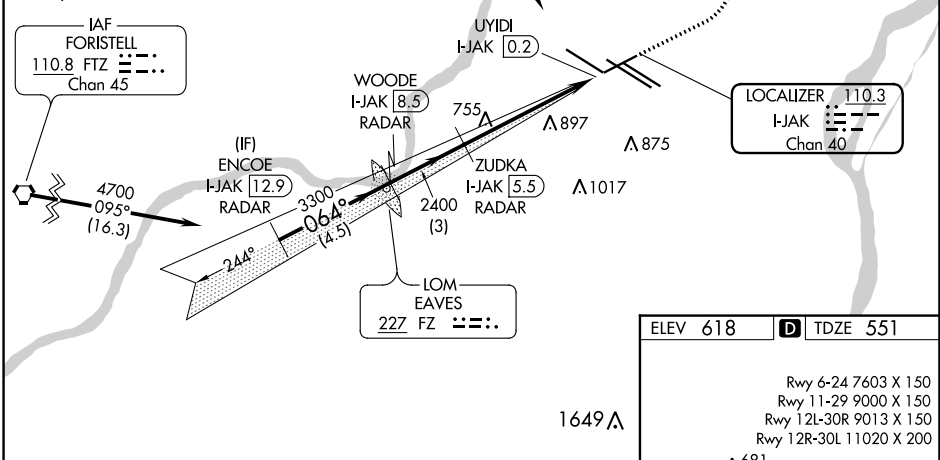 IAF
FORISTELL
110.8 FTZ
Chan 45
UYIDI
I-JAK 0.2
WOODE
I-JAK 8.5
RADAR
755
897
875
1017
LOCALIZER 110.3
I-JAK
Chan 40
(IF)
ENCOE
I-JAK 12.9
RADAR
ZUDKA
I-JAK 5.5
RADAR
4700
095°
(16.3)
3300
064°
(4.5)
2400
(3)
244°
LOM
EAVES
227 FZ
1649
ELEV 618 D TDZE 551
Rwy 6-24 7603 X 150
Rwy 11-29 9000 X 150
Rwy 12L-30R 9013 X 150
Rwy 12R-30L 11020 X 200